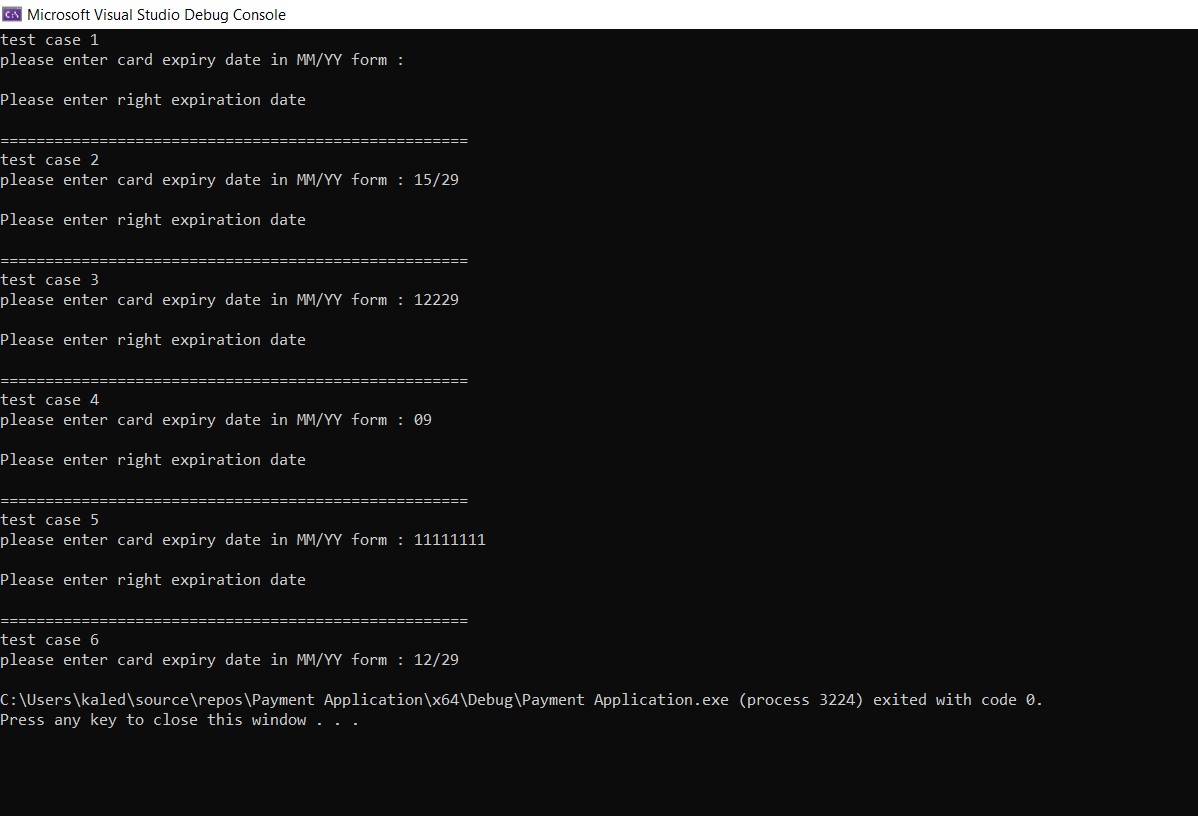 Microsoft Visual Studio Debug Console
test case 1
please enter card expiry date in MM/YY form :
Please enter right expiration date
====================================================
test case 2
please enter card expiry date in MM/YY form : 15/29
Please enter right expiration date
====================================================
test case 3
please enter card expiry date in MM/YY form : 12229
Please enter right expiration date
====================================================
test case 4
please enter card expiry date in MM/YY form : 09
Please enter right expiration date
====================================================
test case 5
please enter card expiry date in MM/YY form : 11111111
Please enter right expiration date
====================================================
test case 6
please enter card expiry date in MM/YY form : 12/29
C:\Users\kaled\source\repos\Payment Application\x64\Debug\Payment Application.exe (process 3224) exited with code 0.
Press any key to close this window . . .